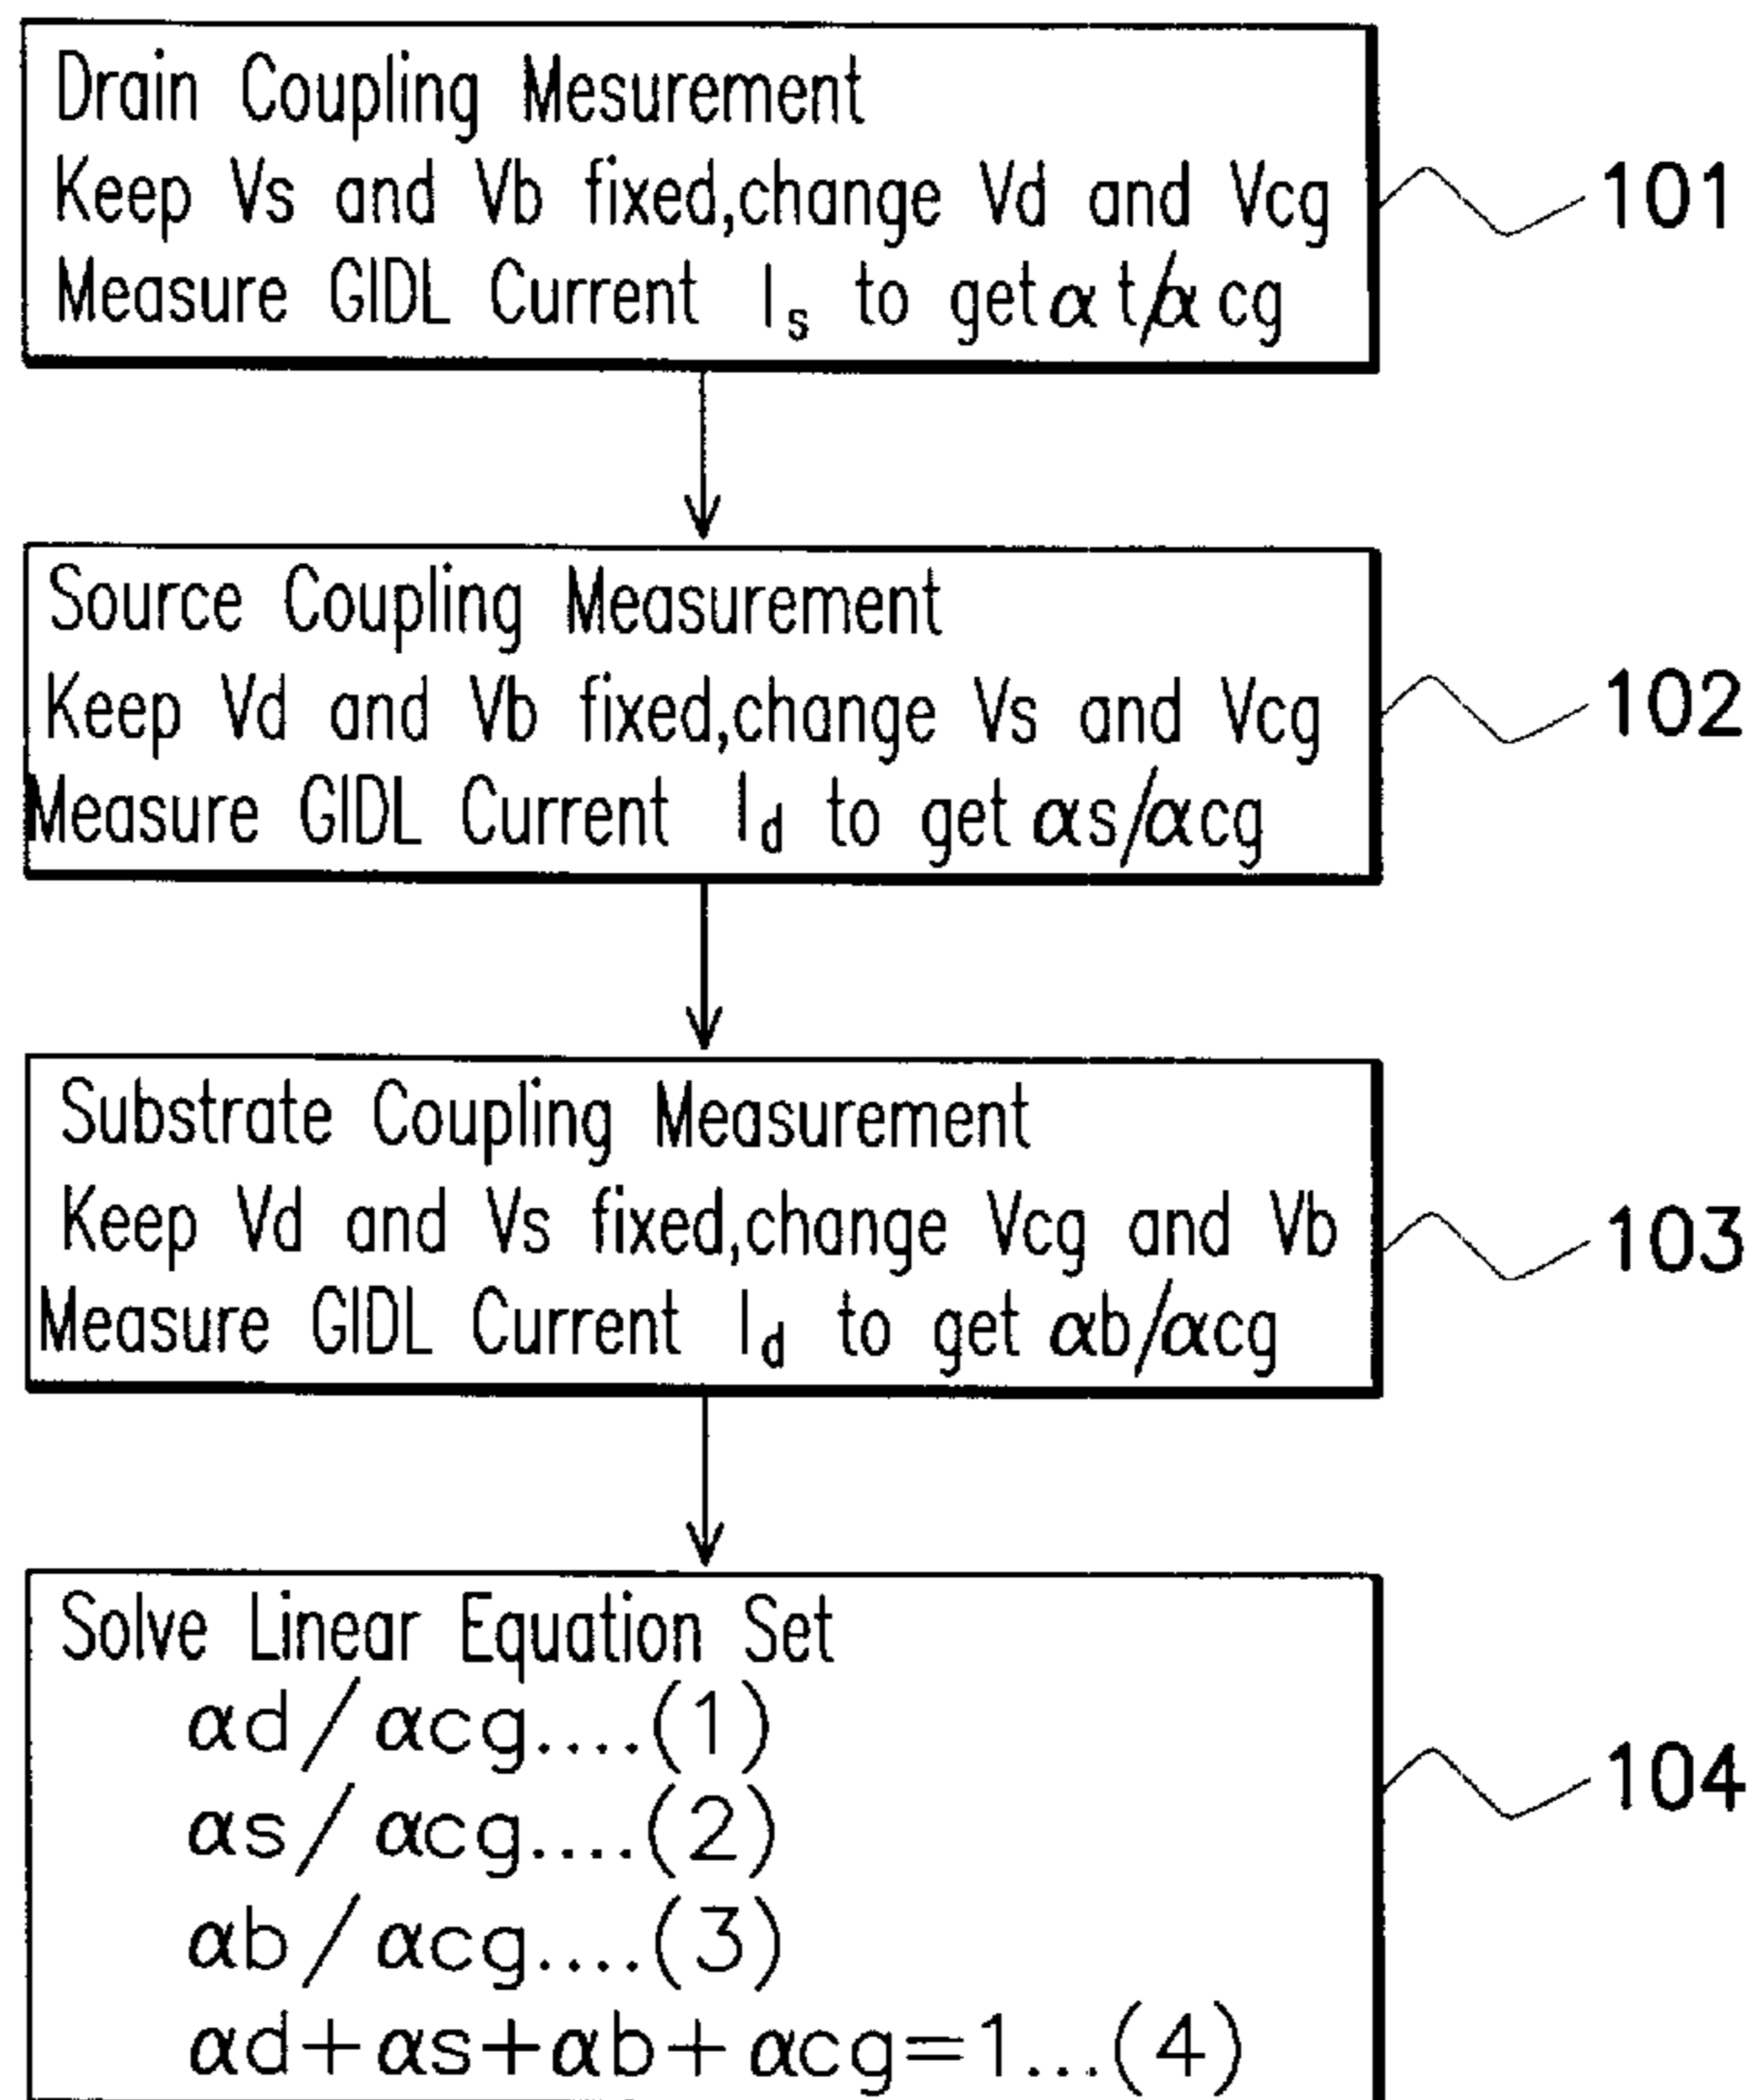 Drain Coupling Mesurement
Keep Vs and Vb fixed,change Vd and Vcg
Measure GIDL Current Is to get αt/αcg
101
Source Coupling Measurement
Keep Vd and Vb fixed,change Vs and Vcg
Measure GIDL Current Id to get αs/αcg
102
Substrate Coupling Measurement
Keep Vd and Vs fixed,change Vcg and Vb
Measure GIDL Current Id to get αb/αcg
103
Solve Linear Equation Set
αd/αcg....(1)
αs/αcg....(2)
αb/αcg....(3)
αd+αs+αb+αcg=1...(4)
104